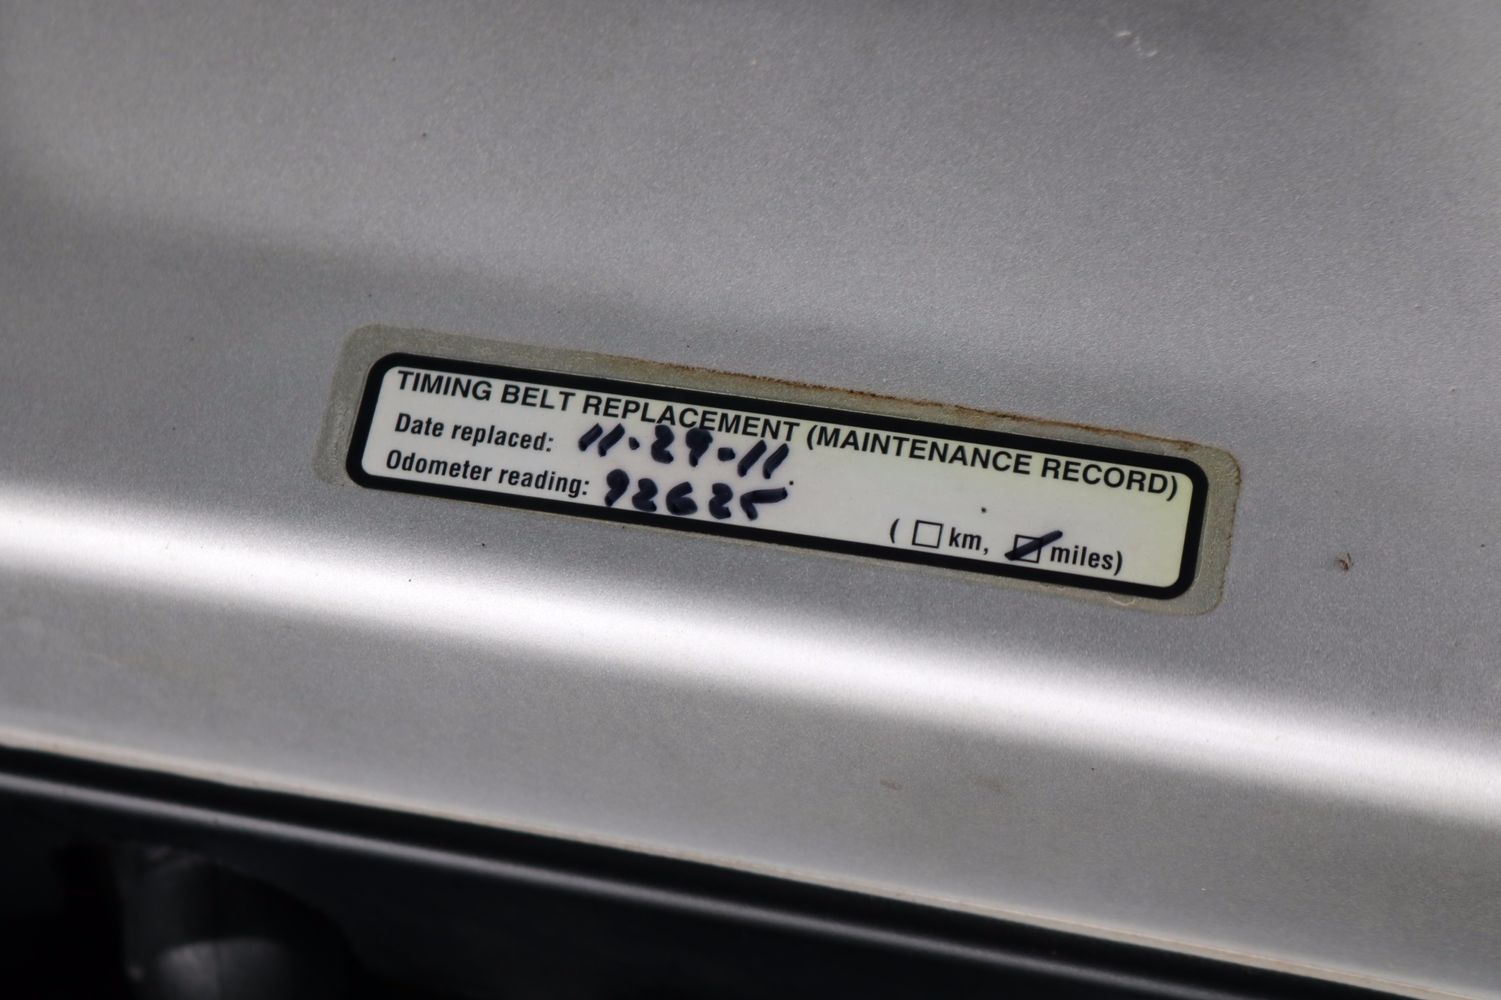 TIMING BELT REPLACEMENT (MAINTENANCE RECORD)
Date replaced: 11-29-11
Odometer reading: 92625
( □ km, ☑ miles)